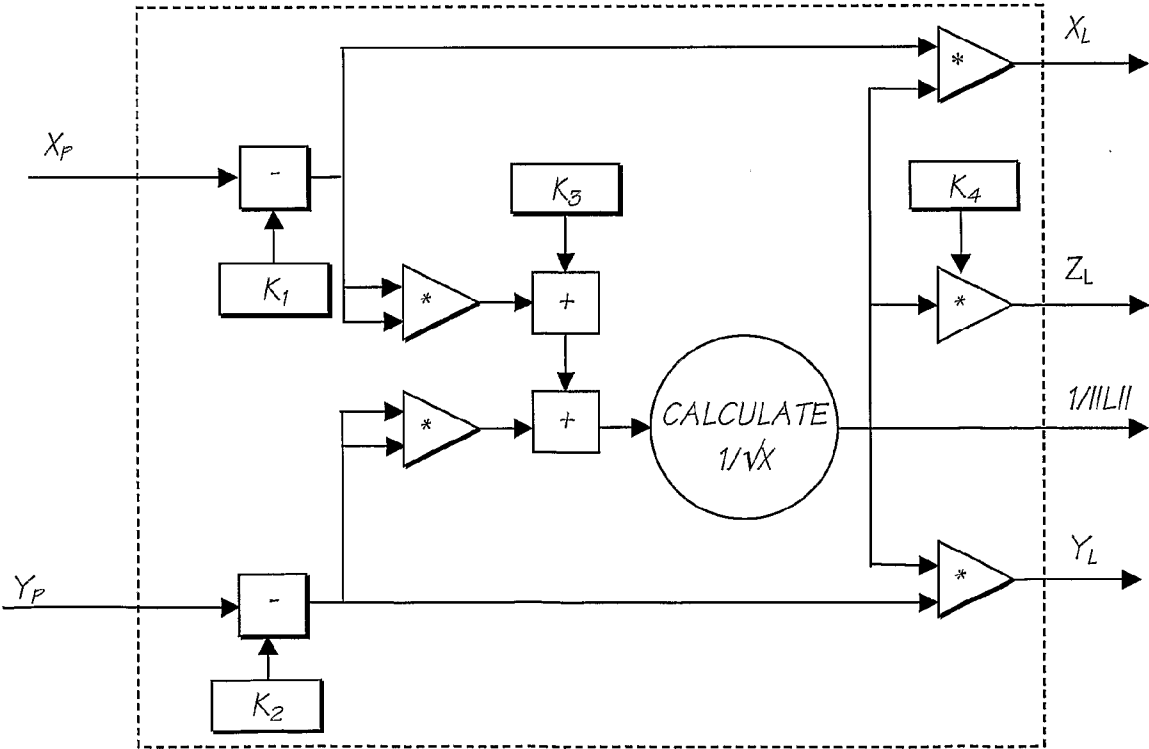 X_L
*
X_P
-
K_3
K_4
K_1
*
+
*
Z_L
*
+
CALCULATE
1/√X
1/||L||
Y_P
-
*
Y_L
K_2